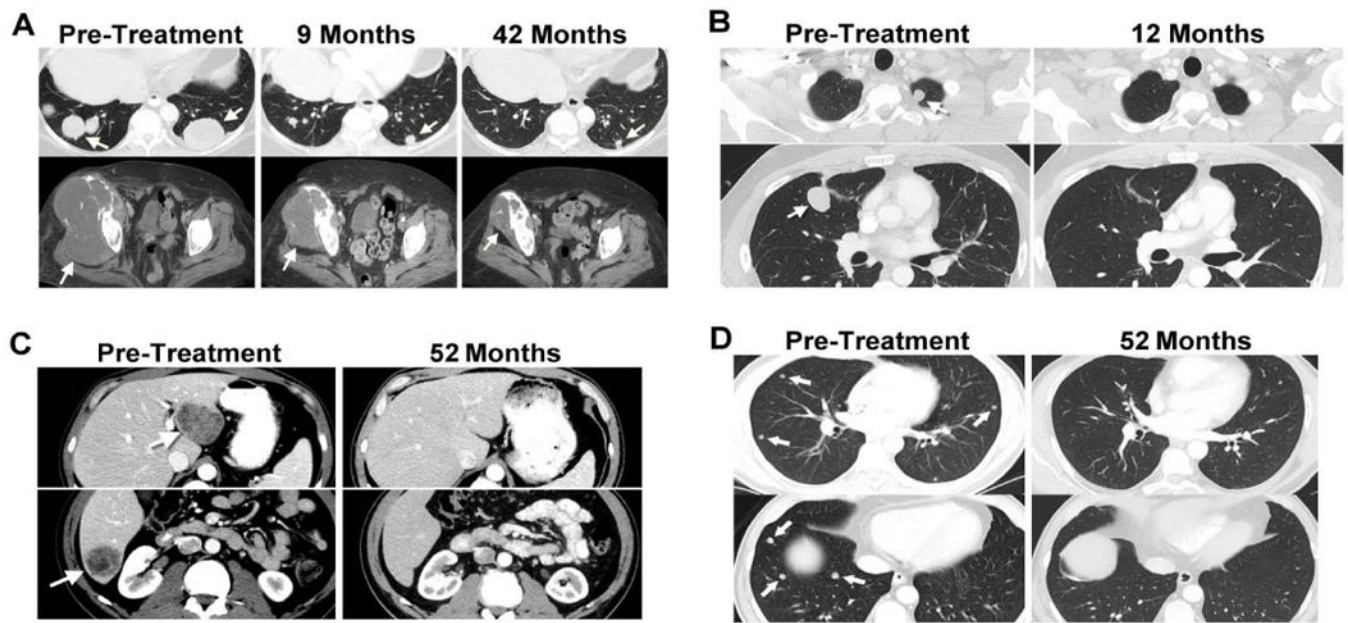 A
Pre-Treatment
9 Months
42 Months
B
Pre-Treatment
12 Months
C
Pre-Treatment
52 Months
D
Pre-Treatment
52 Months